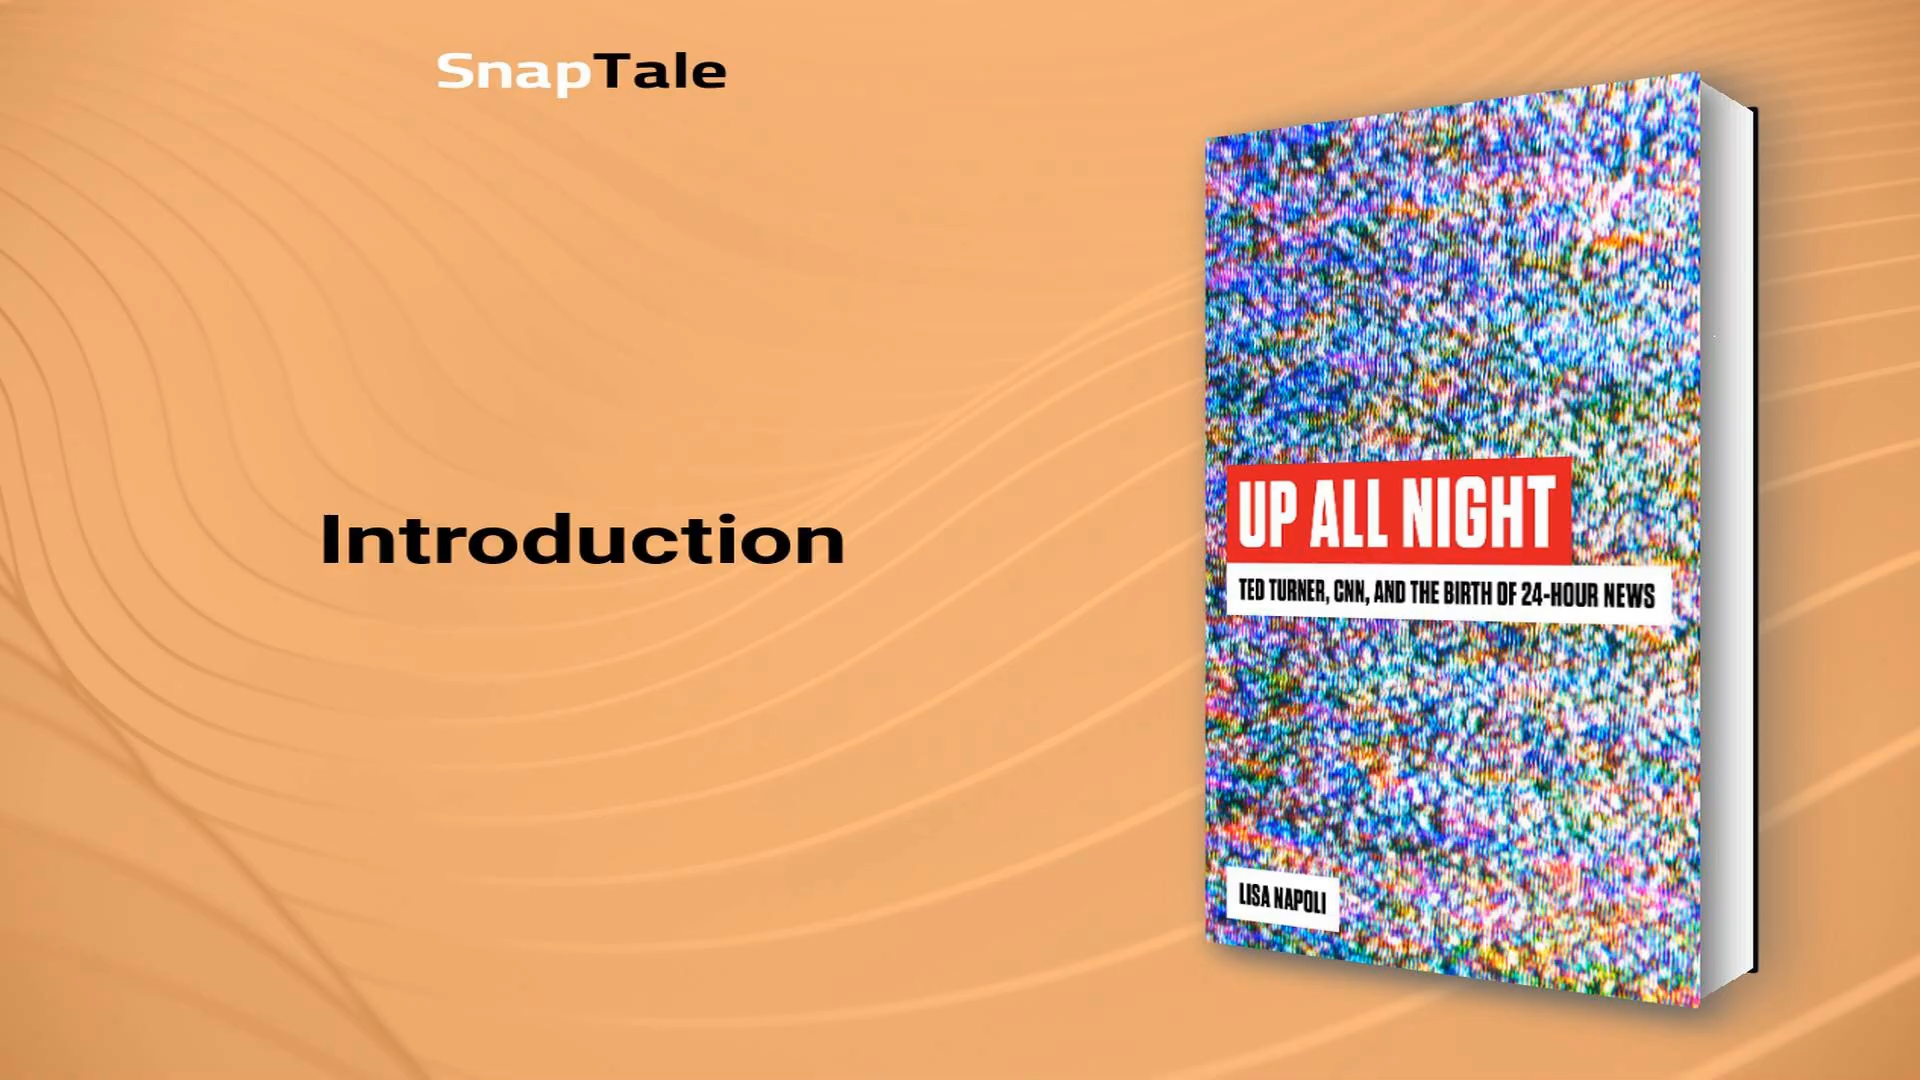 SnapTale
Introduction
UP ALL NIGHT
TED TURNER, CNN, AND THE BIRTH OF 24-HOUR NEWS
LISA NAPOLI